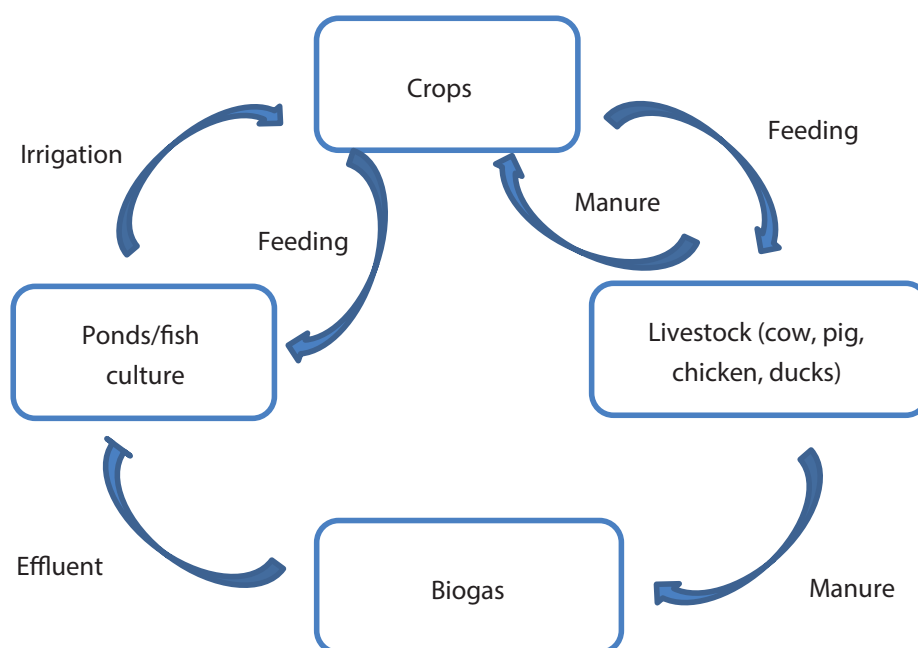 Crops
Feeding
Irrigation
Manure
Feeding
Ponds/fish
culture
Livestock (cow, pig,
chicken, ducks)
Effluent
Biogas
Manure